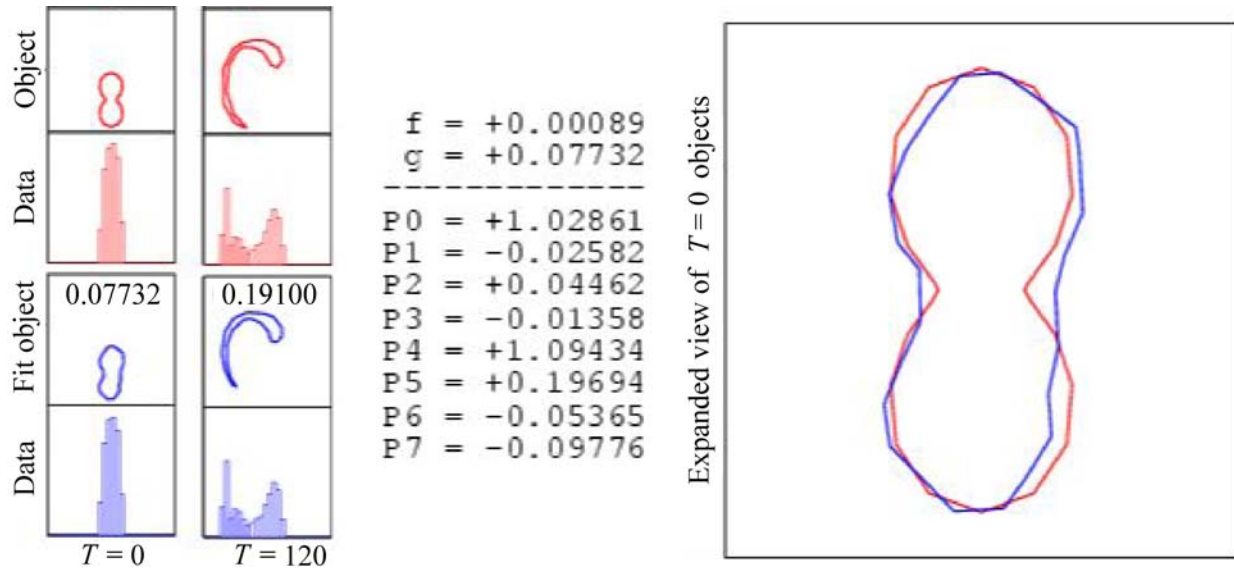 Object
Data
0.07732
0.19100
Fit object
Data
T = 0
T = 120
f = +0.00089
g = +0.07732
-------------
P0 = +1.02861
P1 = -0.02582
P2 = +0.04462
P3 = -0.01358
P4 = +1.09434
P5 = +0.19694
P6 = -0.05365
P7 = -0.09776
Expanded view of T = 0 objects